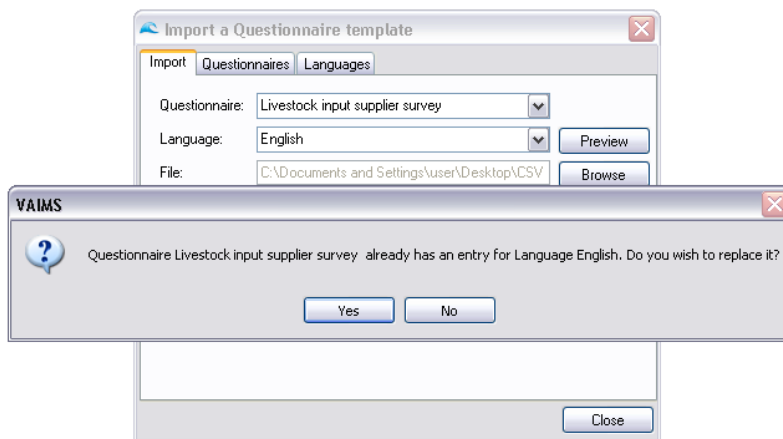 Import a Questionnaire template
Import Questionnaires Languages
Questionnaire: Livestock input supplier survey
Language: English Preview
File: C:\Documents and Settings\user\Desktop\CSV Browse
VAIMS
Questionnaire Livestock input supplier survey already has an entry for Language English. Do you wish to replace it?
Yes No
Close